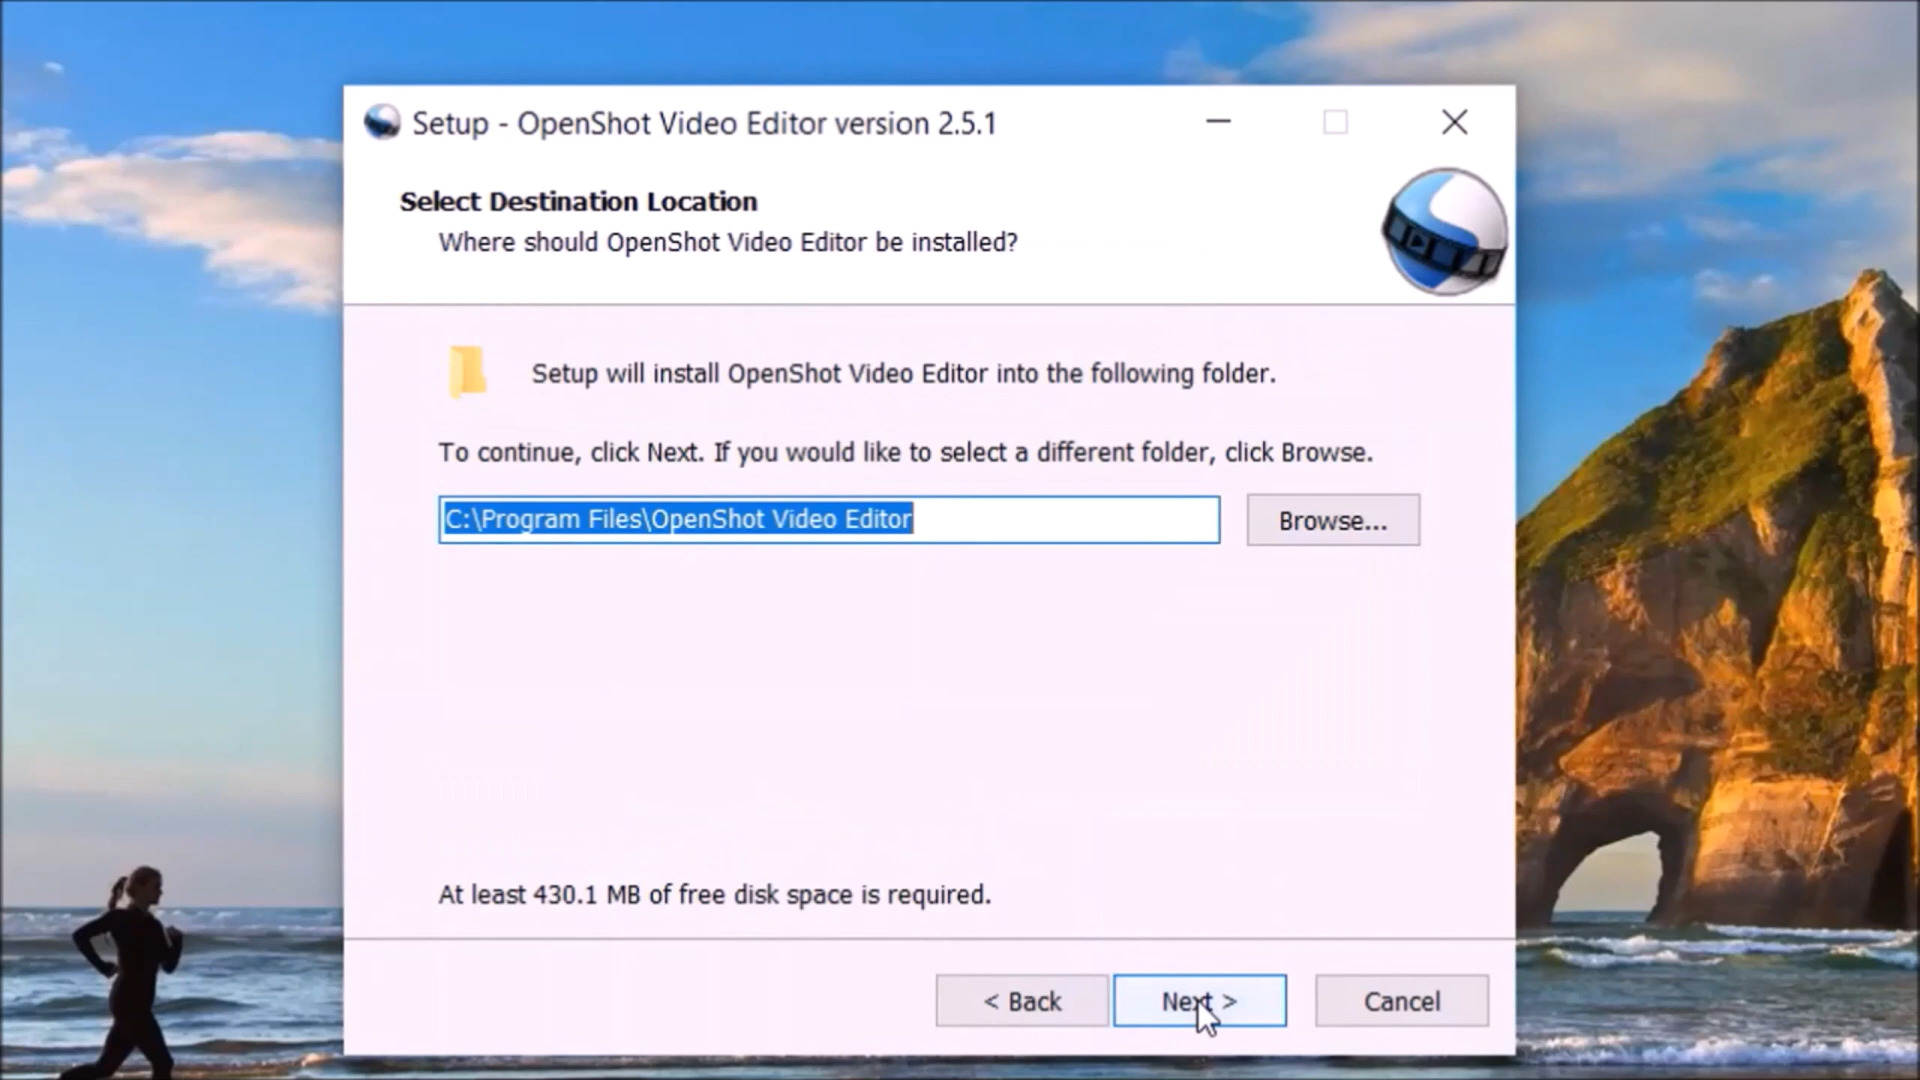 Setup - OpenShot Video Editor version 2.5.1
Select Destination Location
Where should OpenShot Video Editor be installed?
Setup will install OpenShot Video Editor into the following folder.
To continue, click Next. If you would like to select a different folder, click Browse.
C:\Program Files\OpenShot Video Editor
Browse...
At least 430.1 MB of free disk space is required.
< Back
Next >
Cancel